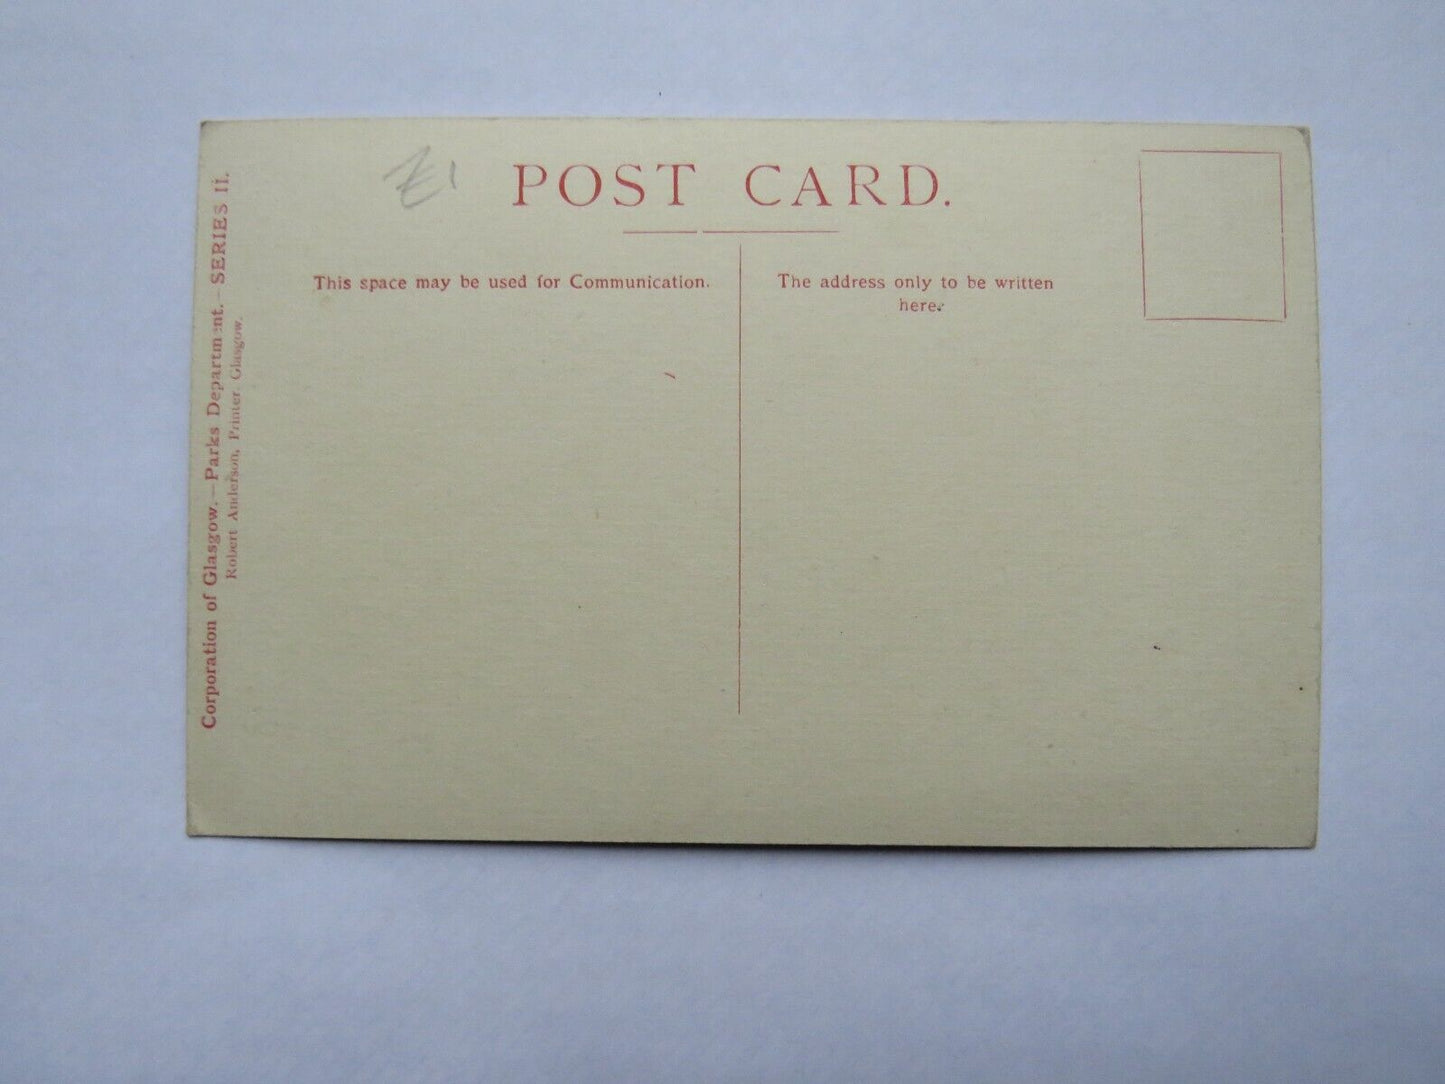 POST CARD.
This space may be used for Communication.
The address only to be written
here.
Corporation of Glasgow.—Parks Department.—SERIES II.
Robert Anderson, Printer, Glasgow.